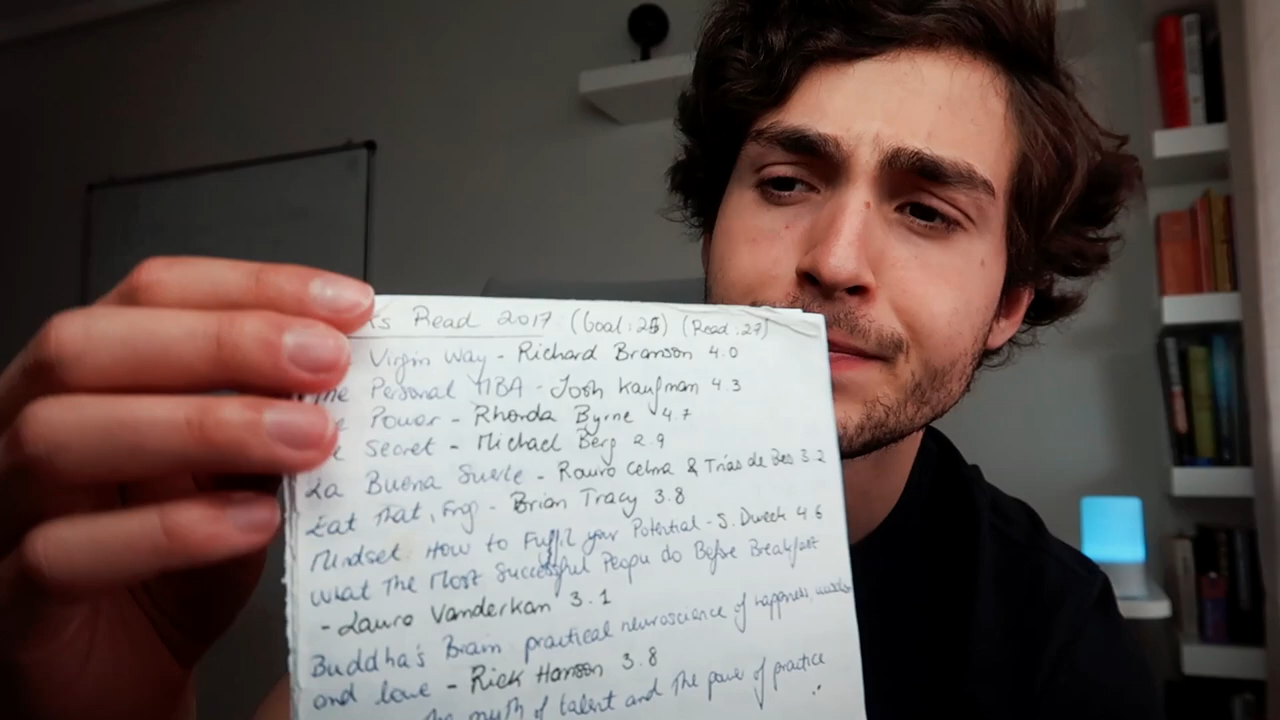 ks Read 2017 (Goal: 25) (Read: 27)
Virgin Way - Richard Branson 4.0
The Personal MBA - Josh Kaufman 4.3
e Power - Rhonda Byrne 4.7
e Secret - Michael Berg 2.9
La Buena Suerte - Rovira Celma & Trías de Bes 3.2
Eat That, Frog - Brian Tracy 3.8
Mindset: How to Fulfil your Potential - S. Dweck 4.6
What The Most Successful People do Before Breakfast
- Laura Vanderkam 3.1
Buddha's Brain practical neuroscience of happiness, wisdom
and love - Rick Hanson 3.8
myth of talent and the power of practice